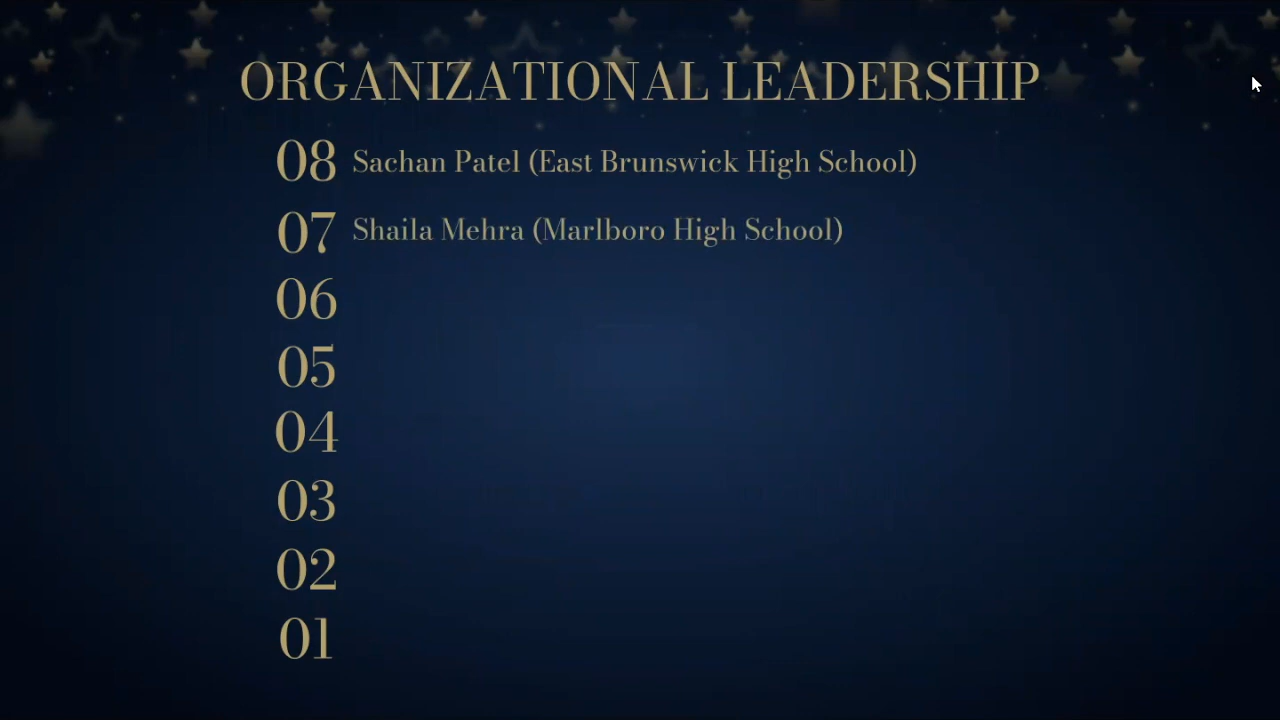 ORGANIZATIONAL LEADERSHIP
08 Sachan Patel (East Brunswick High School)
07 Shaila Mehra (Marlboro High School)
06
05
04
03
02
01